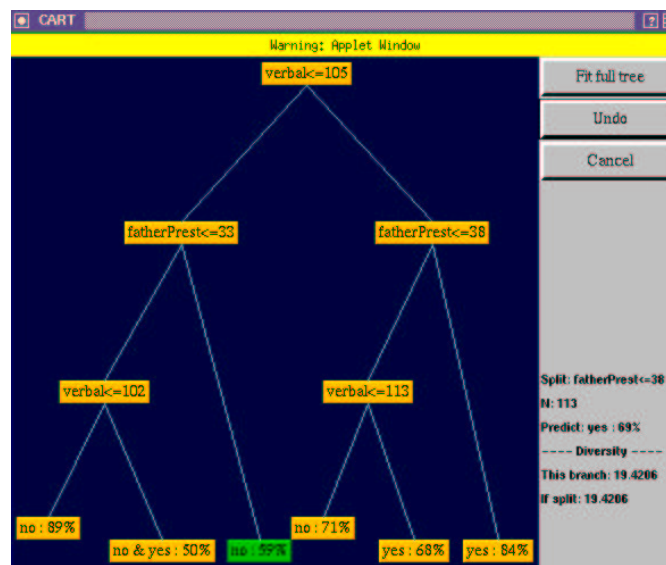 CART
?
Warning: Applet Window
verbal<=105
Fit full tree
Undo
Cancel
fatherPrest<=33
fatherPrest<=38
verbal<=102
verbal<=113
Split: fatherPrest<=38
N: 113
Predict: yes : 69%
---- Diversity ----
This branch: 19.4206
If split: 19.4206
no : 89%
no & yes : 50%
no : 59%
no : 71%
yes : 68%
yes : 84%